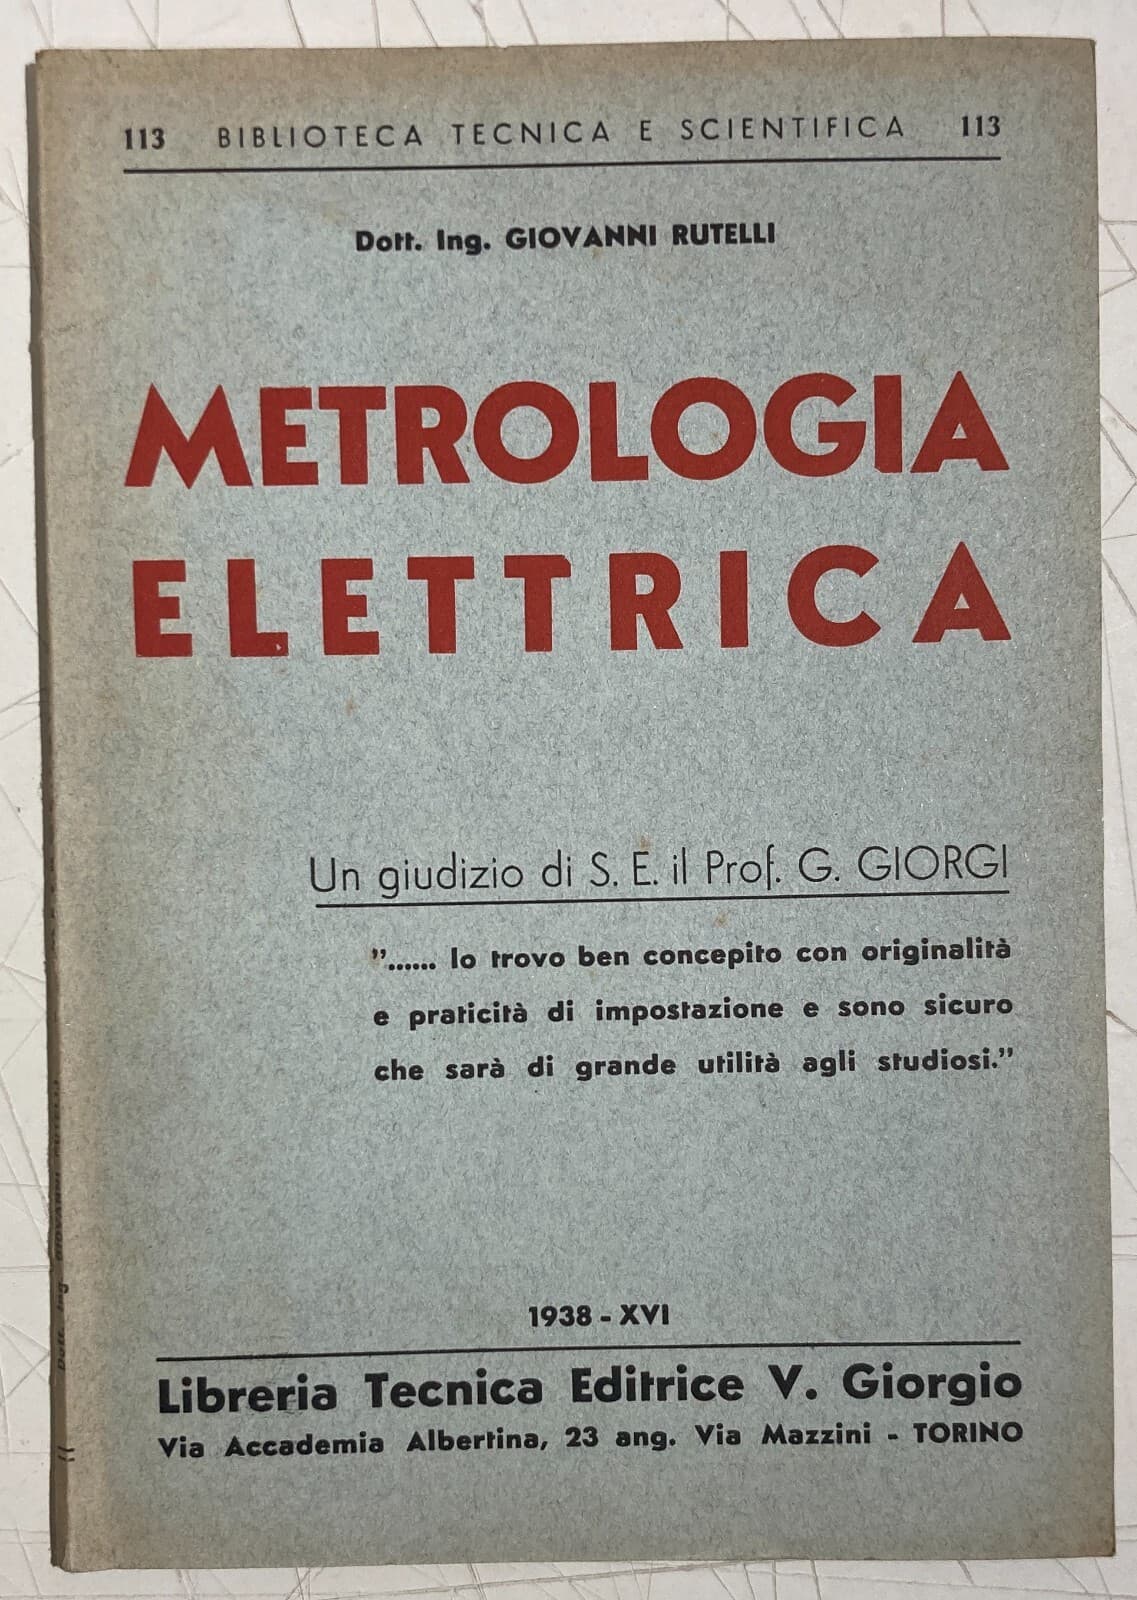 113 BIBLIOTECA TECNICA E SCIENTIFICA 113
Dott. Ing. GIOVANNI RUTELLI
METROLOGIA
ELETTRICA
Un giudizio di S. E. il Prof. G. GIORGI
"...... lo trovo ben concepito con originalità
e praticità di impostazione e sono sicuro
che sarà di grande utilità agli studiosi."
1938 - XVI
Libreria Tecnica Editrice V. Giorgio
Via Accademia Albertina, 23 ang. Via Mazzini - TORINO
Dott. Ing